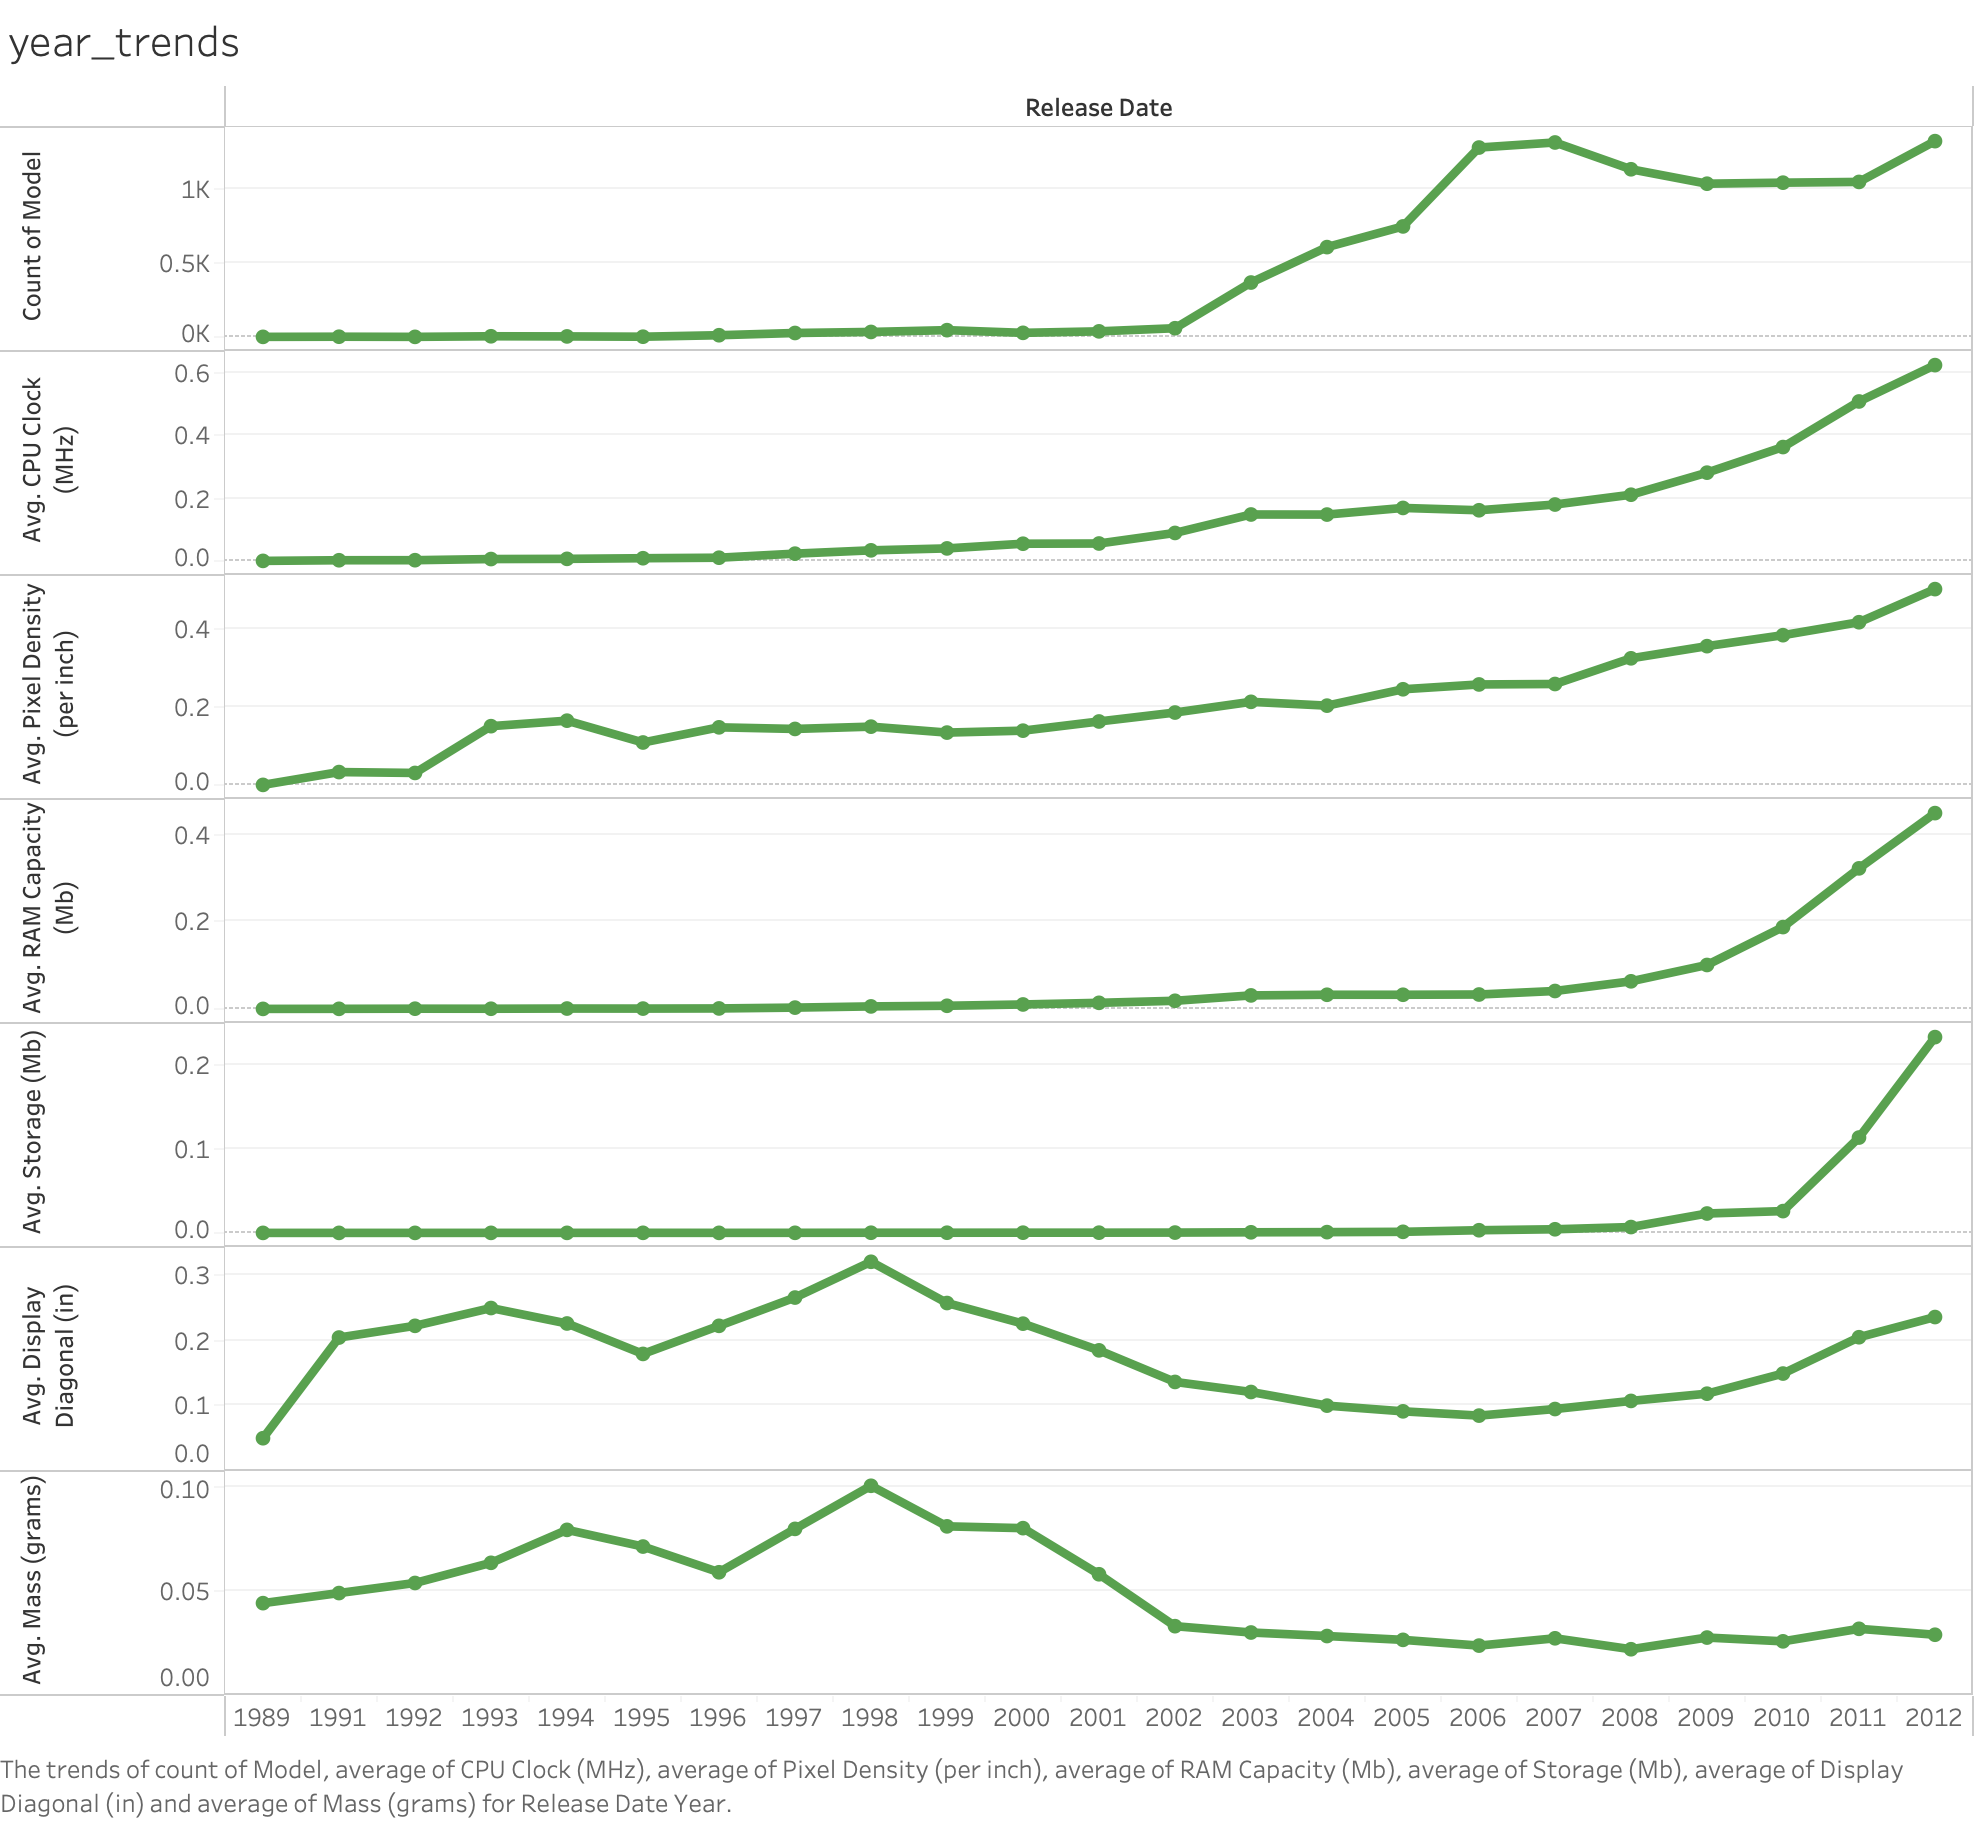 year_trends
Release Date
Count of Model
1K
0.5K
0K
Avg. CPU Clock
(MHz)
0.6
0.4
0.2
0.0
Avg. Pixel Density
(per inch)
0.4
0.2
0.0
Avg. RAM Capacity
(Mb)
0.4
0.2
0.0
Avg. Storage (Mb)
0.2
0.1
0.0
Avg. Display
Diagonal (in)
0.3
0.2
0.1
0.0
Avg. Mass (grams)
0.10
0.05
0.00
1989 1991 1992 1993 1994 1995 1996 1997 1998 1999 2000 2001 2002 2003 2004 2005 2006 2007 2008 2009 2010 2011 2012
The trends of count of Model, average of CPU Clock (MHz), average of Pixel Density (per inch), average of RAM Capacity (Mb), average of Storage (Mb), average of Display
Diagonal (in) and average of Mass (grams) for Release Date Year.